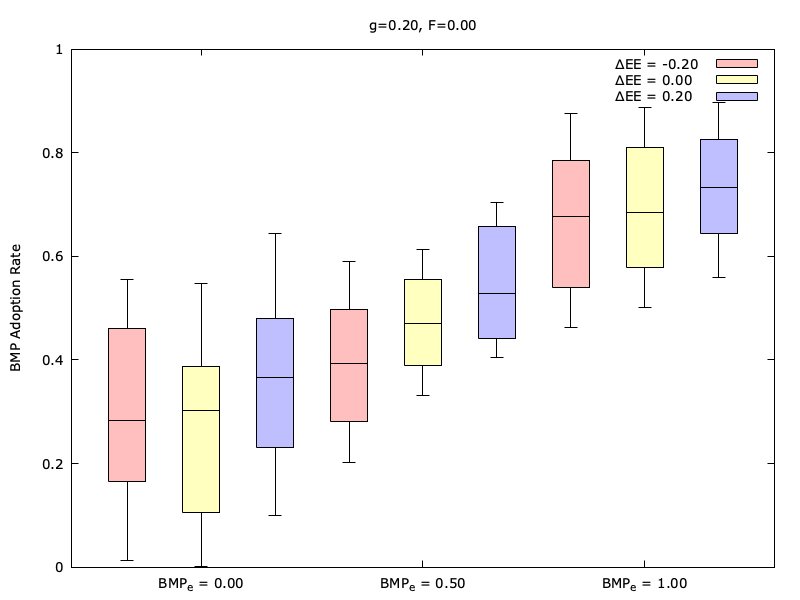 g=0.20, F=0.00
ΔEE = -0.20
ΔEE = 0.00
ΔEE = 0.20
BMP Adoption Rate
1
0.8
0.6
0.4
0.2
0
BMPe = 0.00
BMPe = 0.50
BMPe = 1.00